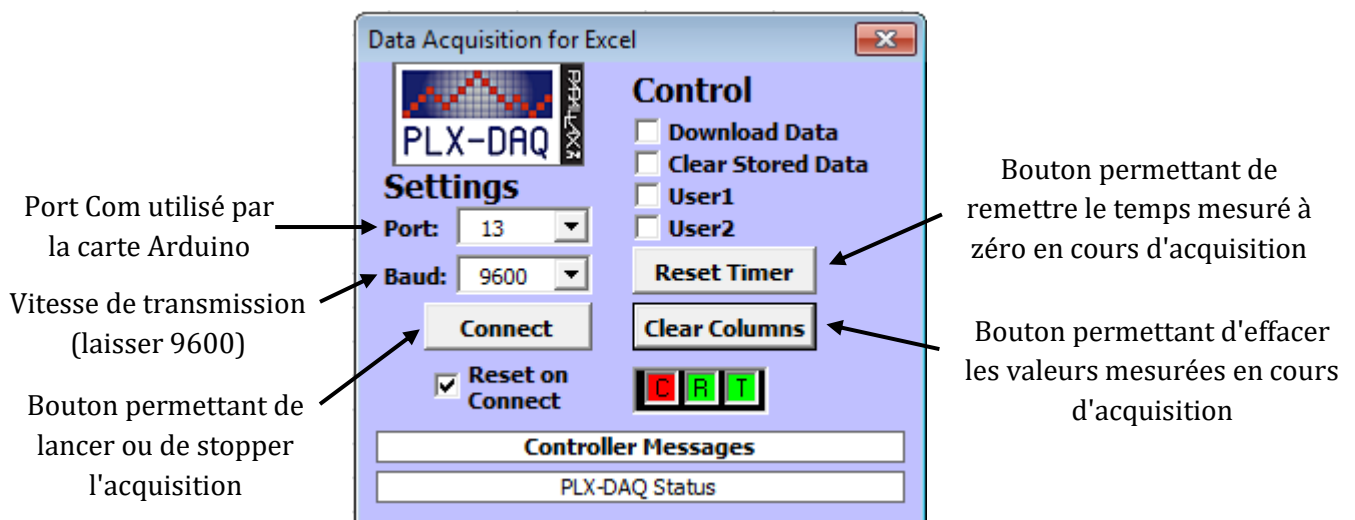 Data Acquisition for Excel
PLX-DAQ
PARALLAX
Settings
Port: 13
Baud: 9600
Connect
Reset on
Connect
Control
Download Data
Clear Stored Data
User1
User2
Reset Timer
Clear Columns
C R T
Controller Messages
PLX-DAQ Status
Port Com utilisé par
la carte Arduino
Vitesse de transmission
(laisser 9600)
Bouton permettant de
lancer ou de stopper
l'acquisition
Bouton permettant de
remettre le temps mesuré à
zéro en cours d'acquisition
Bouton permettant d'effacer
les valeurs mesurées en cours
d'acquisition